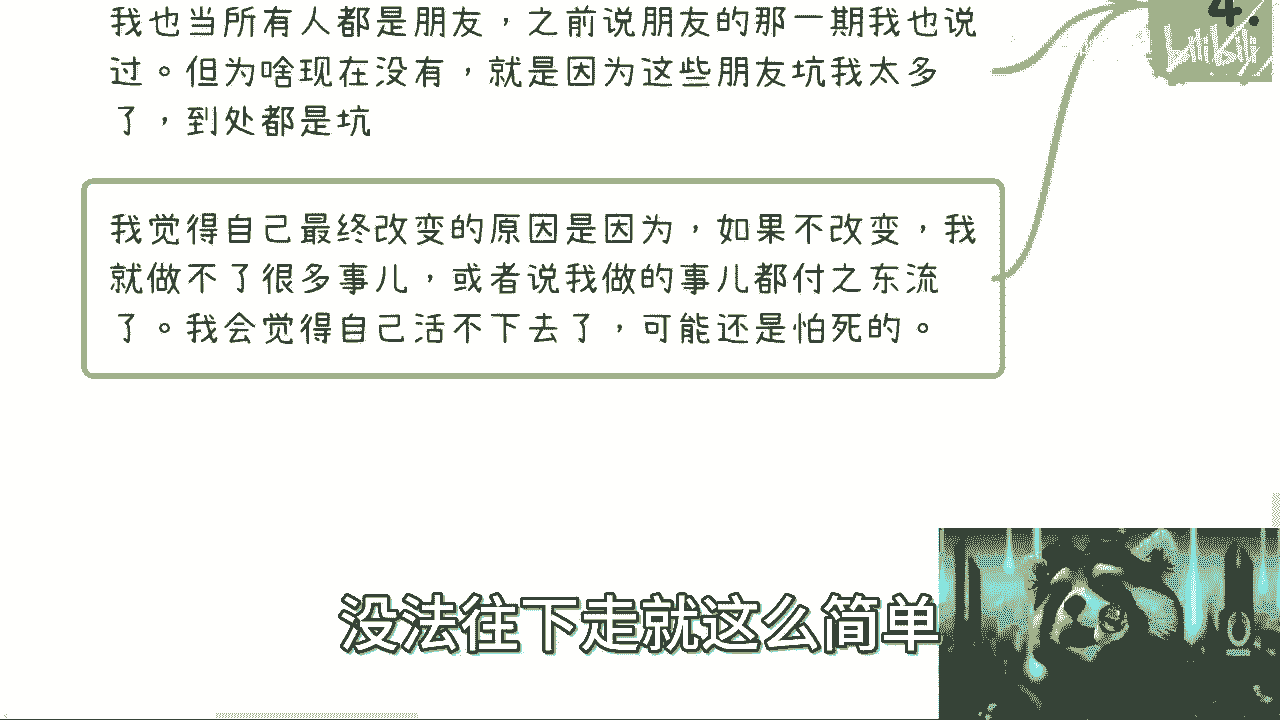 我也当所有人都是朋友，之前说朋友的那一期我也说
过。但为啥现在没有，就是因为这些朋友坑我太多
了，到处都是坑
4.
bilibili
我觉得自己最终改变的原因是因为，如果不改变，我
就做不了很多事儿，或者说我做的事儿都付之东流
了。我会觉得自己活不下去了，可能还是怕死的。
没法往下走就这么简单